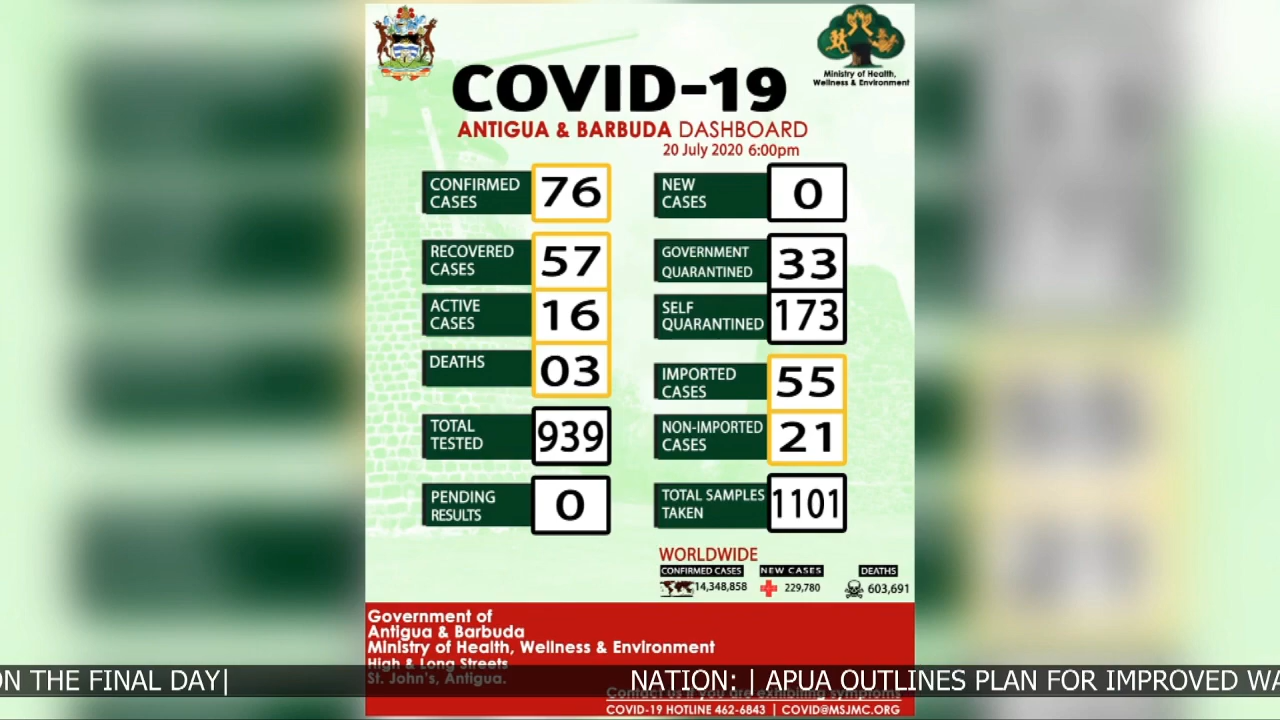 Ministry of Health,
Wellness & Environment
COVID-19
ANTIGUA & BARBUDA DASHBOARD
20 July 2020 6:00pm
CONFIRMED CASES 76
RECOVERED CASES 57
ACTIVE CASES 16
DEATHS 03
TOTAL TESTED 939
PENDING RESULTS 0
NEW CASES 0
GOVERNMENT QUARANTINED 33
SELF QUARANTINED 173
IMPORTED CASES 55
NON-IMPORTED CASES 21
TOTAL SAMPLES TAKEN 1101
WORLDWIDE
CONFIRMED CASES 14,348,858
NEW CASES 229,780
DEATHS 603,691
Government of
Antigua & Barbuda
Ministry of Health, Wellness & Environment
High & Long Streets
St. John's, Antigua.
Contact us if you are exhibiting symptoms
COVID-19 HOTLINE 462-6843 | COVID@MSJMC.ORG
ON THE FINAL DAY| NATION: | APUA OUTLINES PLAN FOR IMPROVED WA